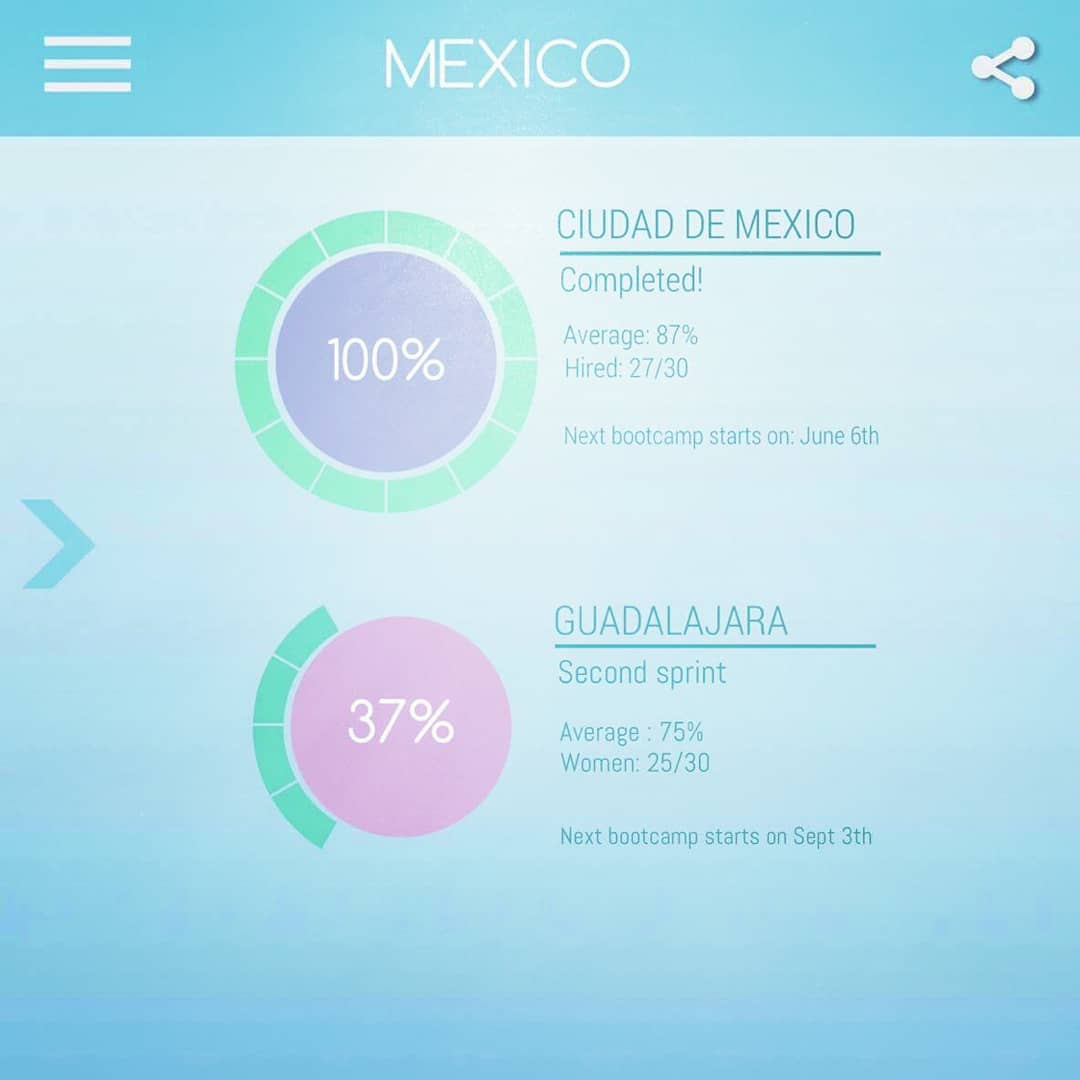 MEXICO
100%
CIUDAD DE MEXICO
Completed!
Average: 87%
Hired: 27/30
Next bootcamp starts on: June 6th
37%
GUADALAJARA
Second sprint
Average : 75%
Women: 25/30
Next bootcamp starts on Sept 3th